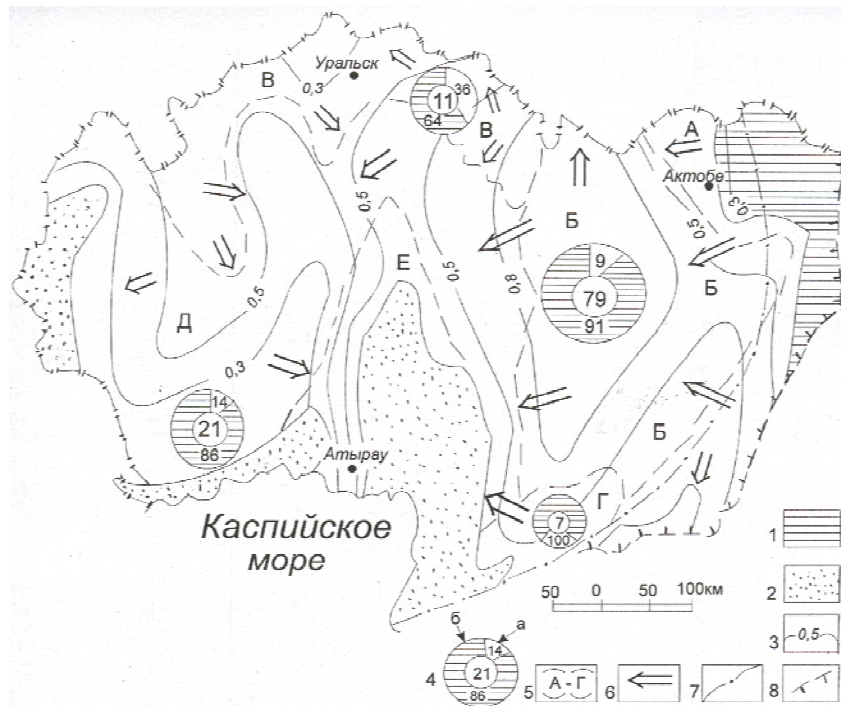 Уральск
В
0,3
11
36
64
В
А
Актобе
0,3
0,5
0,5
Б
Е
0,5
0,8
9
79
91
Б
0,5
Д
0,3
14
21
86
Б
Атырау
Г
7
100
Каспийское
море
50 0 50 100км
1
2
3 0,5
4 б а 14 21 86
5 А - Г
6
7
8